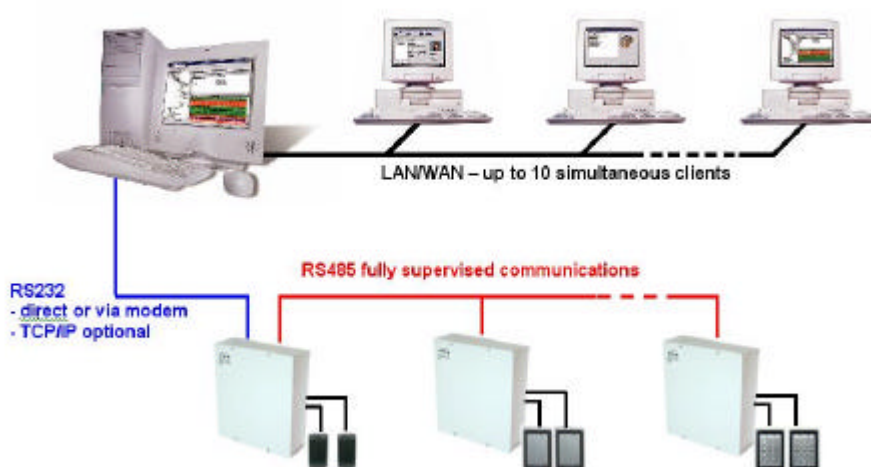 LAN/WAN – up to 10 simultaneous clients
RS485 fully supervised communications
RS232
- direct or via modem
- TCP/IP optional